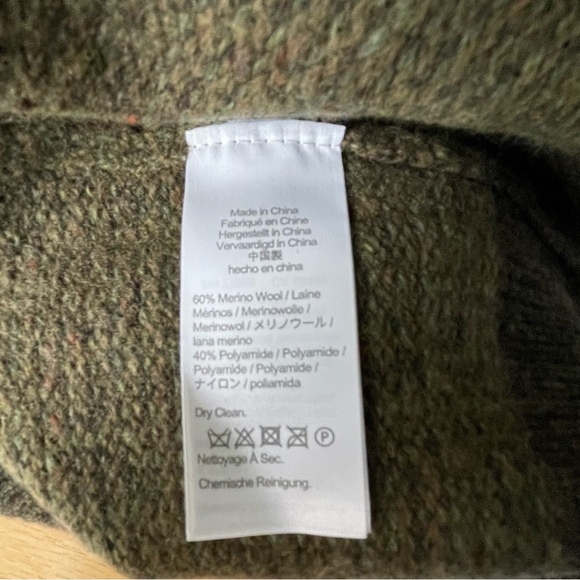 Made in China
Fabriqué en Chine
Hergestellt in China
Vervaardigd in China
中国製
hecho en china
60% Merino Wool / Laine
Mérinos / Merinowolle /
Merinowol / メリノウール /
lana merino
40% Polyamide / Polyamide /
Polyamide / Polyamide /
ナイロン / poliamida
Dry Clean.
P
Nettoyage À Sec.
Chemische Reinigung.